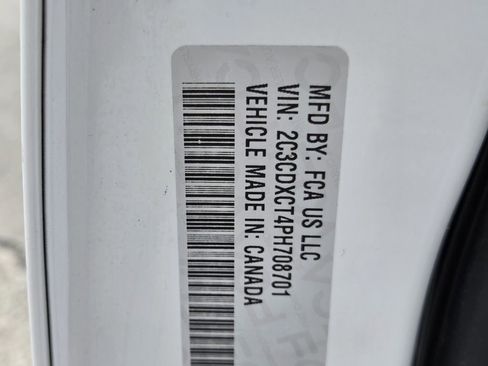 MFD BY: FCA US LLC
VIN: 2C3CDXCT4PH708701
VEHICLE MADE IN: CANADA